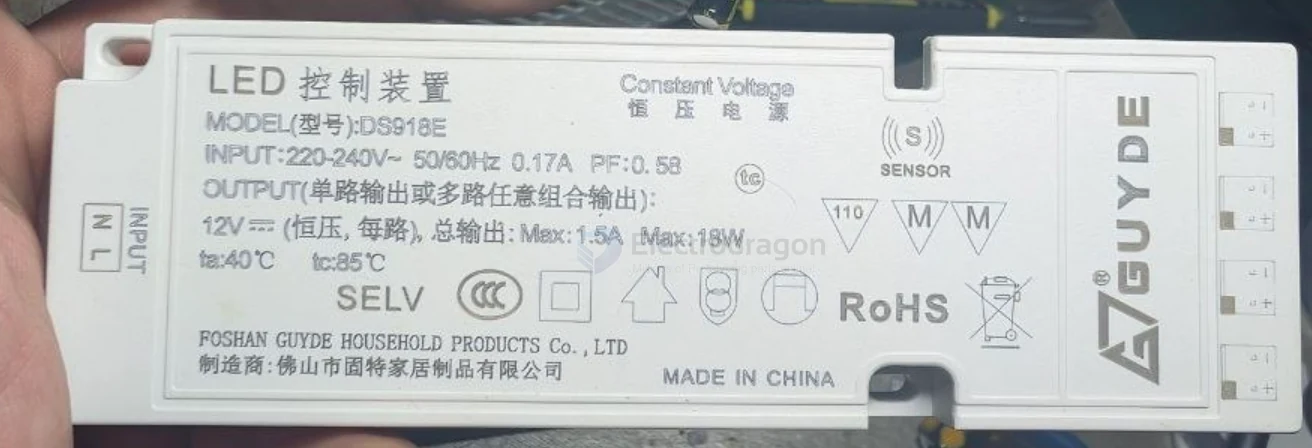 LED 控制装置
Constant Voltage
恒 压 电 源
MODEL(型号):DS918E
INPUT:220-240V~ 50/60Hz 0.17A PF:0.58
OUTPUT(单路输出或多路任意组合输出):
12V⎓ (恒压, 每路), 总输出: Max:1.5A Max:18W
ta:40℃ tc:85℃
tc
(((S)))
SENSOR
110 M M
INPUT
N L
SELV CCC RoHS
FOSHAN GUYDE HOUSEHOLD PRODUCTS Co.,LTD
制造商:佛山市固特家居制品有限公司
MADE IN CHINA
GUYDE®
- +
- +
- +
- +
Electrodragon